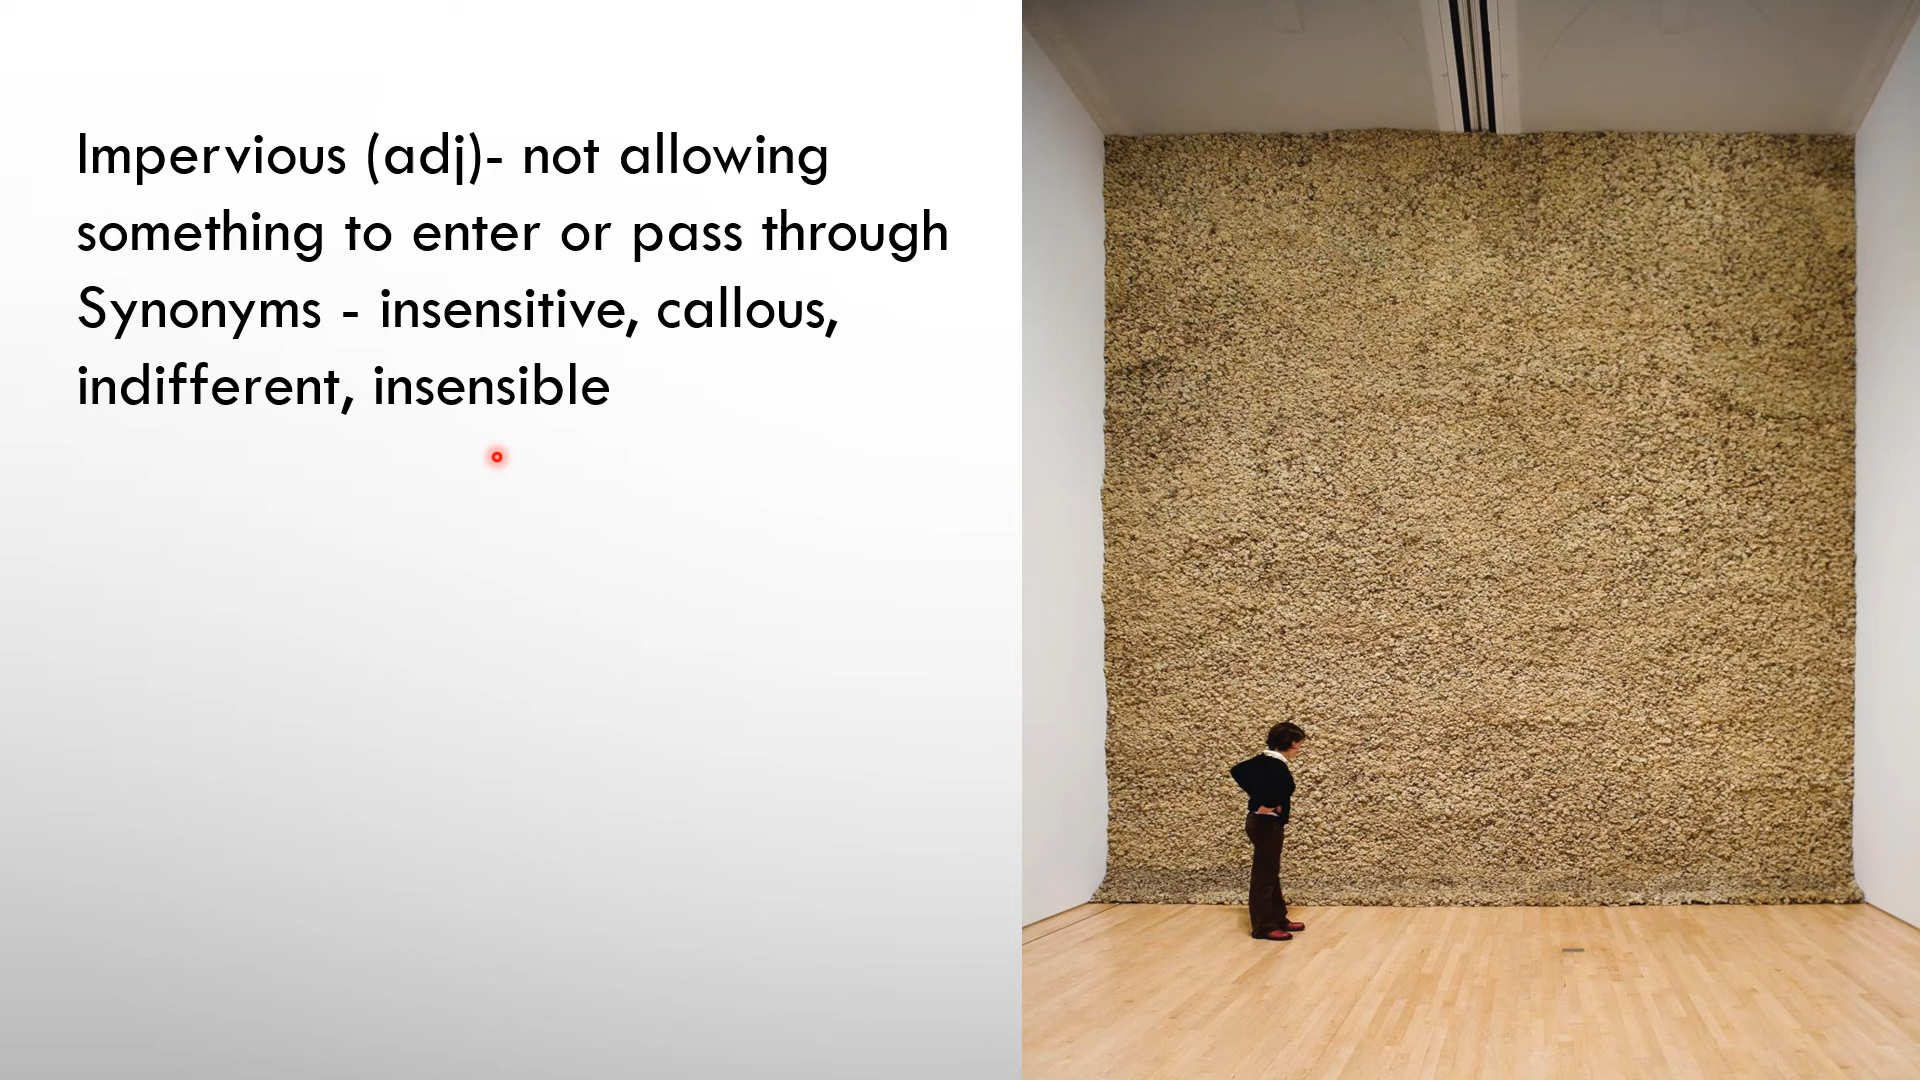 Impervious (adj)- not allowing
something to enter or pass through
Synonyms - insensitive, callous,
indifferent, insensible